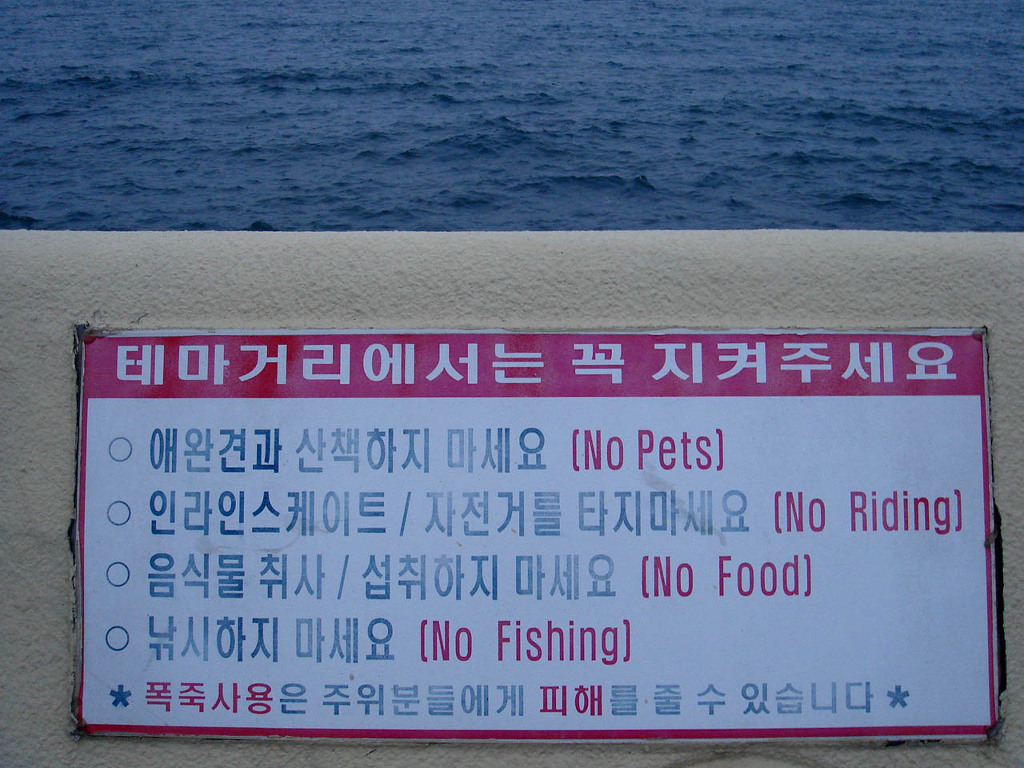 테마거리에서는 꼭 지켜주세요
○ 애완견과 산책하지 마세요 (No Pets)
○ 인라인스케이트 / 자전거를 타지마세요 (No Riding)
○ 음식물 취사 / 섭취하지 마세요 (No Food)
○ 낚시하지 마세요 (No Fishing)
* 폭죽사용은 주위분들에게 피해를 줄 수 있습니다 *